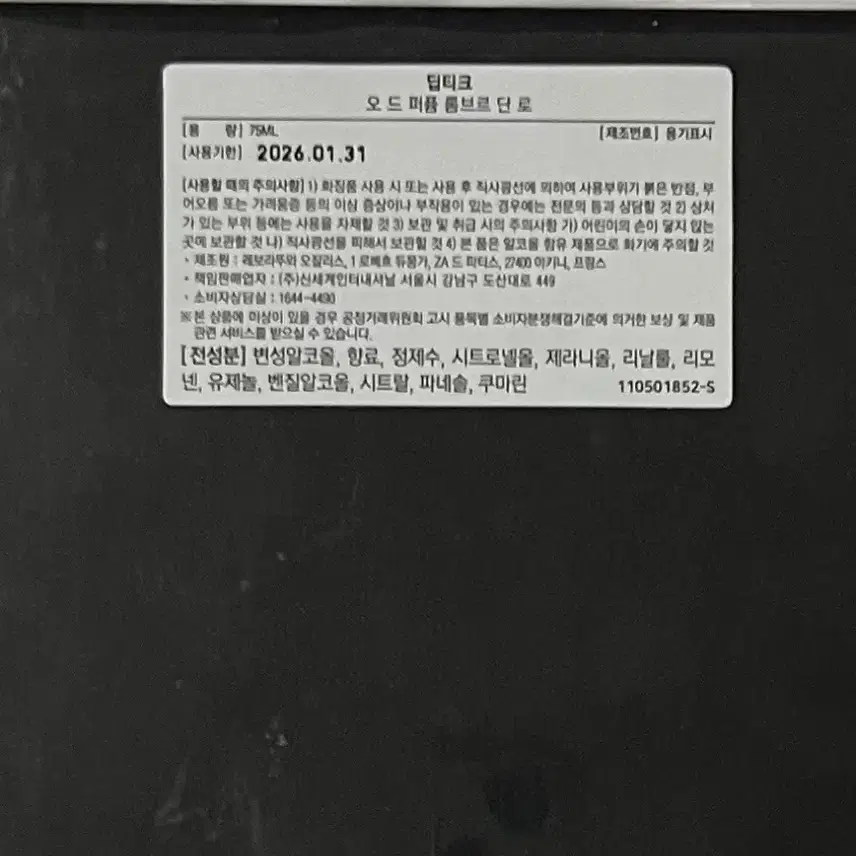 딥티크
오 드 퍼퓸 롬브르 단 로
[용 량] 75ML [제조번호] 용기표시
[사용기한] 2026.01.31
[사용할 때의 주의사항] 1) 화장품 사용 시 또는 사용 후 직사광선에 의하여 사용부위가 붉은 반점, 부
어오름 또는 가려움증 등의 이상 증상이나 부작용이 있는 경우에는 전문의 등과 상담할 것 2) 상처
가 있는 부위 등에는 사용을 자제할 것 3) 보관 및 취급 시의 주의사항 가) 어린이의 손이 닿지 않는
곳에 보관할 것 나) 직사광선을 피해서 보관할 것 4) 본 품은 알코올 함유 제품으로 화기에 주의할 것
• 제조원 : 레보라뚜와 오질리스, 1 로베흐 듀몽가, ZA 드 파티스, 27400 아키니, 프랑스
• 책임판매업자 : (주)신세계인터내셔날 서울시 강남구 도산대로 449
• 소비자상담실 : 1644-4490
※ 본 상품에 이상이 있을 경우 공정거래위원회 고시 품목별 소비자분쟁해결기준에 의거한 보상 및 제품
관련 서비스를 받으실 수 있습니다.
[전성분] 변성알코올, 향료, 정제수, 시트로넬올, 제라니올, 리날룰, 리모
넨, 유제놀, 벤질알코올, 시트랄, 파네솔, 쿠마린 110501852-S